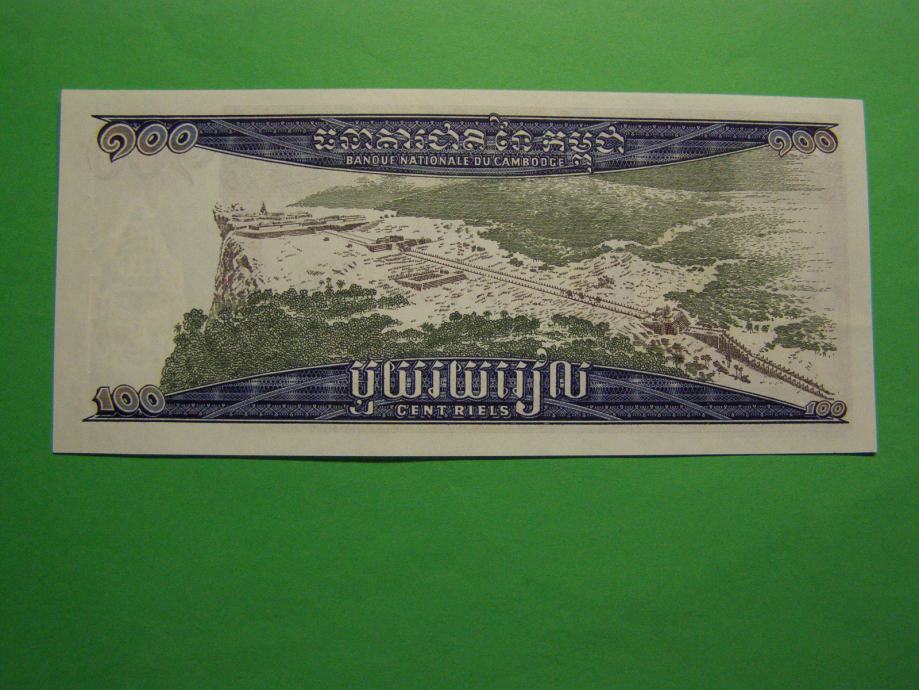 ១០០ ធនាគារជាតិ នៃ កម្ពុជា ១០០
BANQUE NATIONALE DU CAMBODGE
100 មួយរយរៀល 100
CENT RIELS